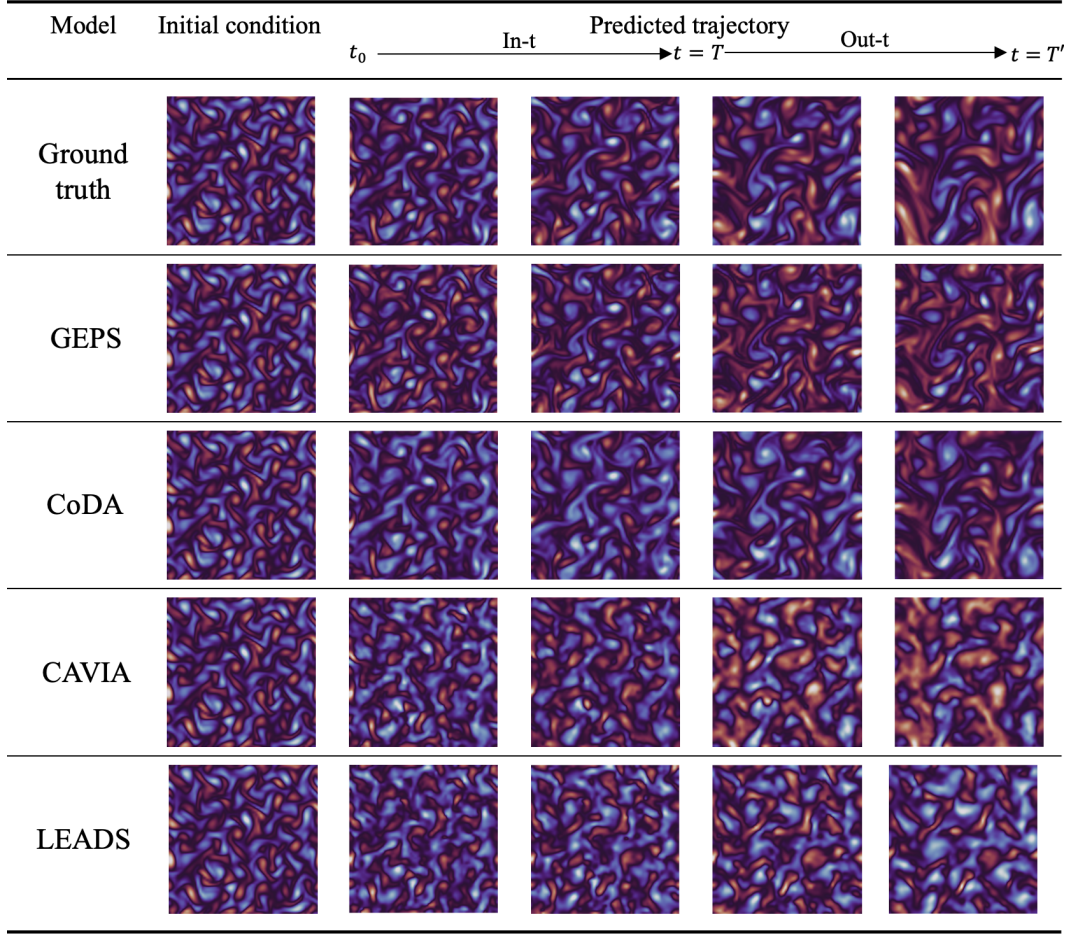 Model Initial condition Predicted trajectory
t₀ In-t t = T Out-t t = T′
Ground
truth
GEPS
CoDA
CAVIA
LEADS